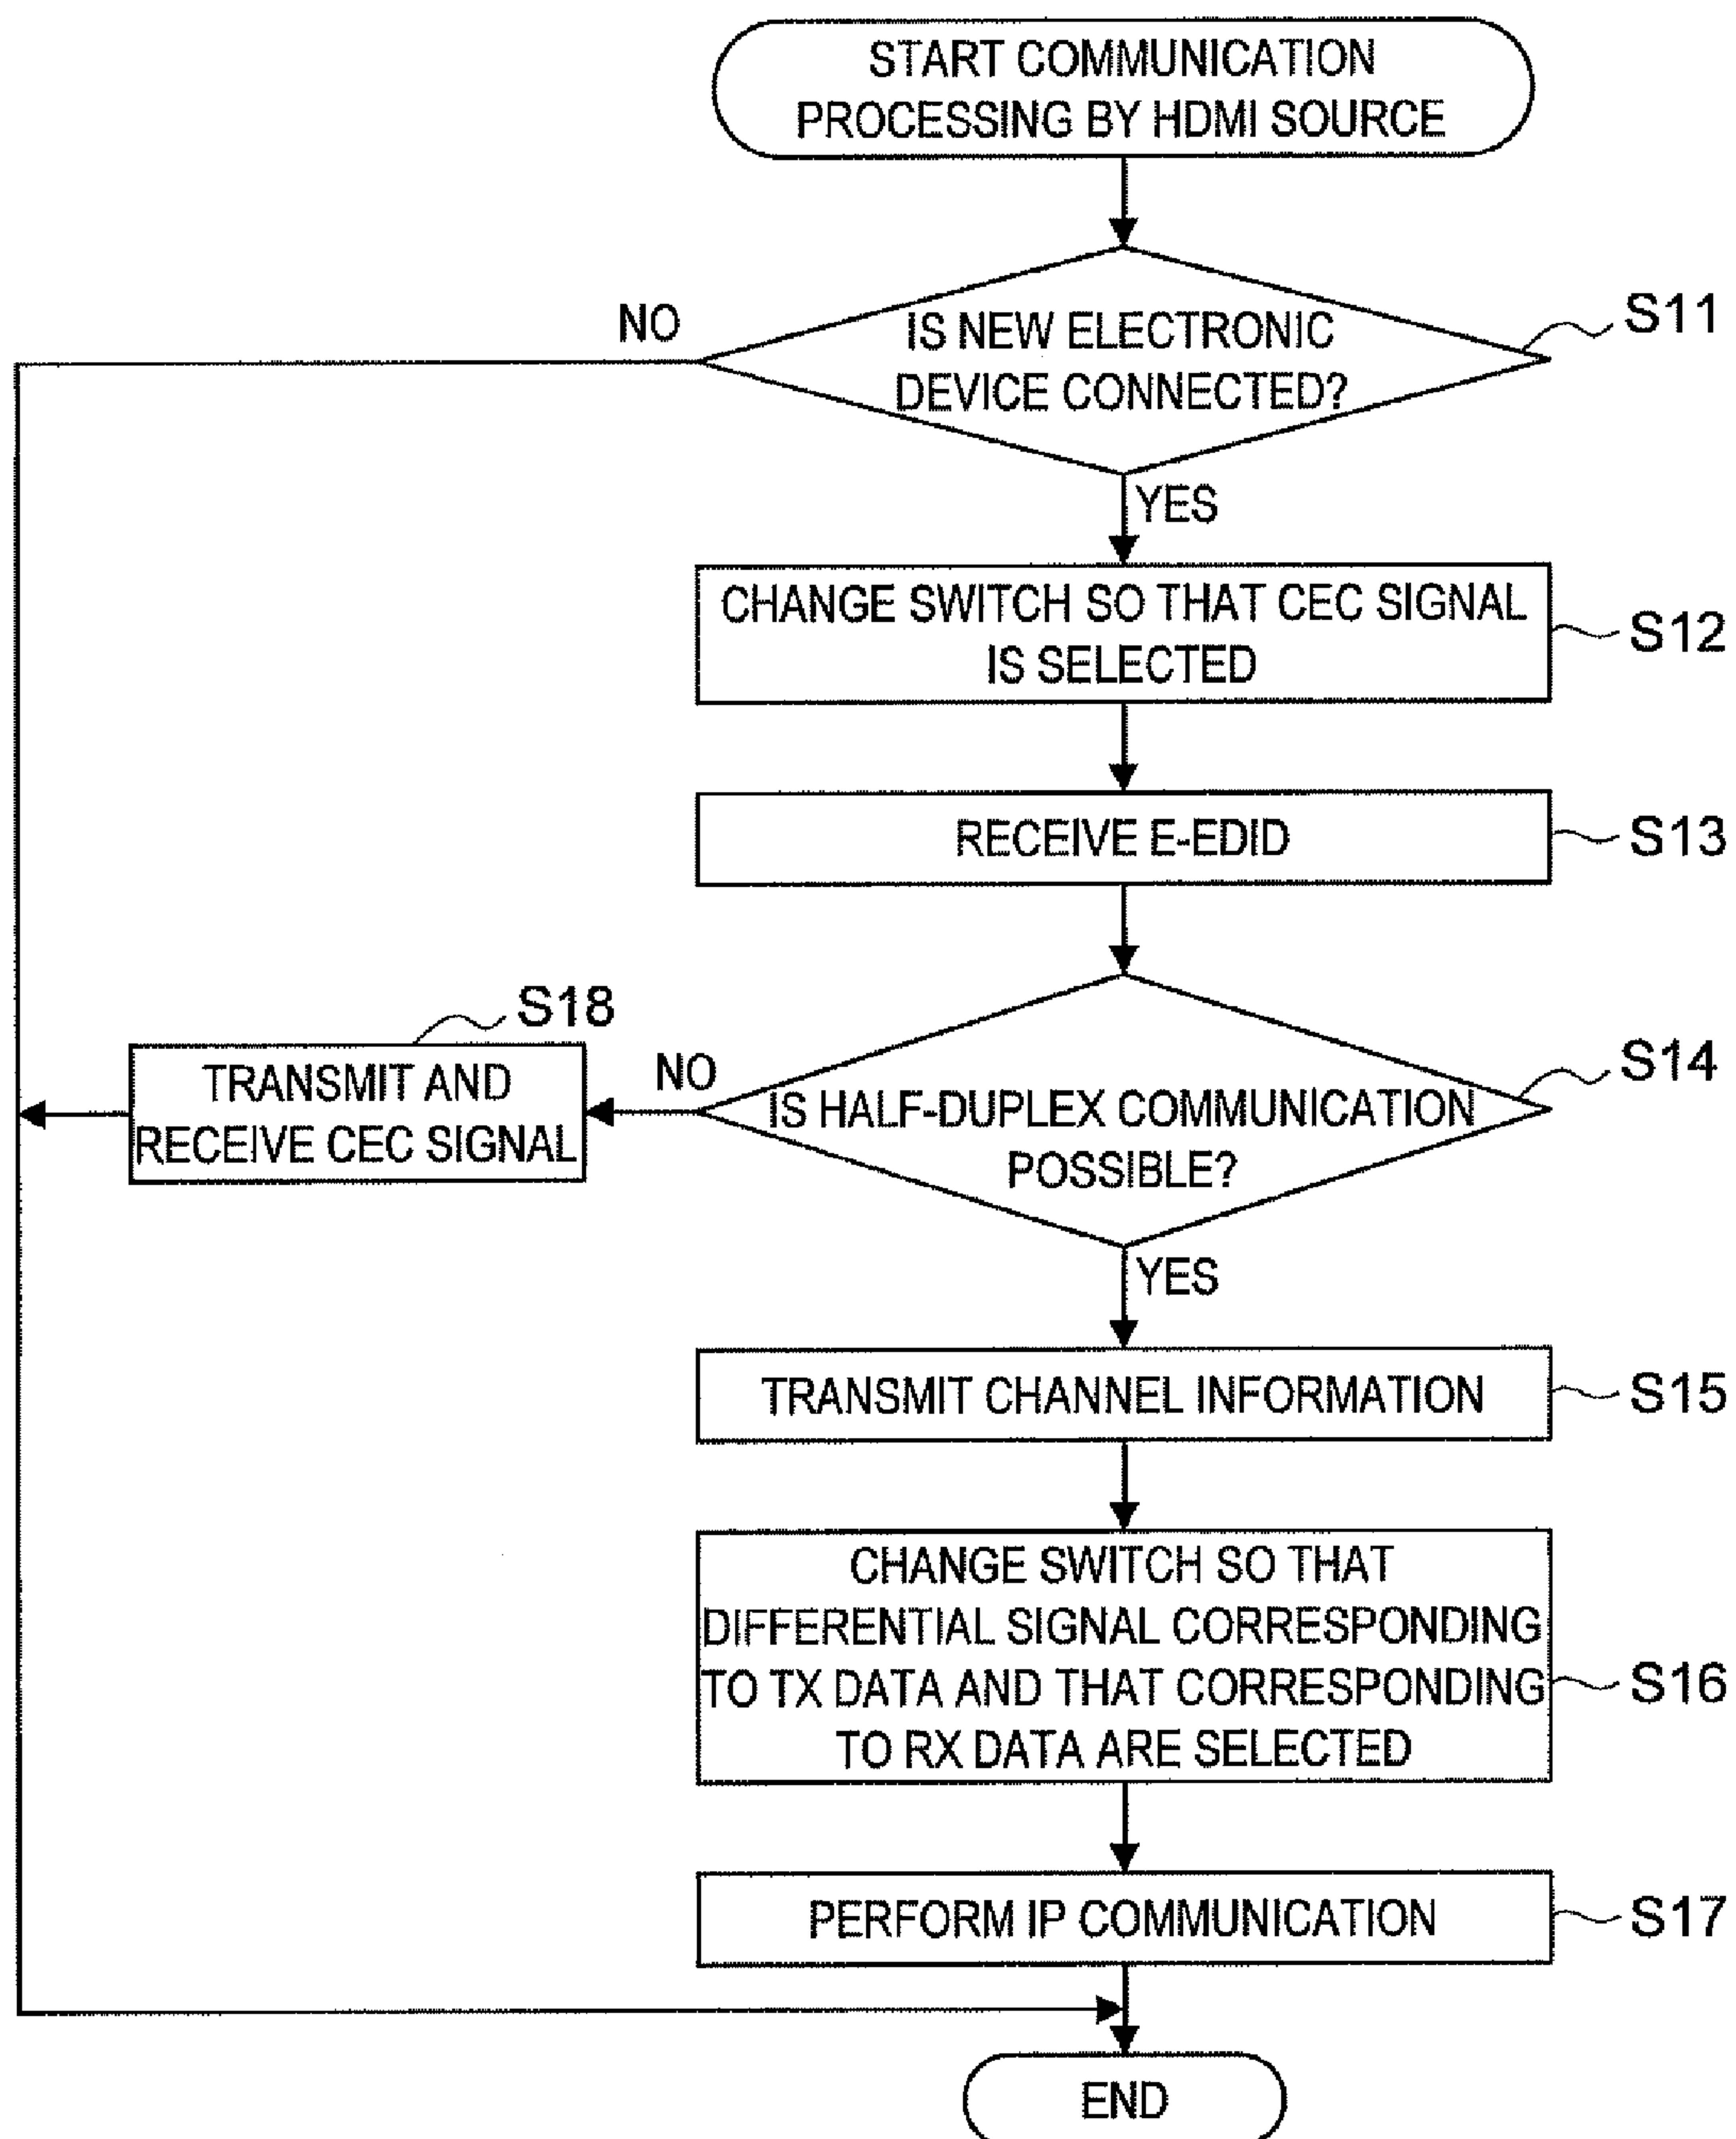 START COMMUNICATION
PROCESSING BY HDMI SOURCE
NO
IS NEW ELECTRONIC
DEVICE CONNECTED?
S11
YES
CHANGE SWITCH SO THAT CEC SIGNAL
IS SELECTED
S12
RECEIVE E-EDID
S13
S18
TRANSMIT AND
RECEIVE CEC SIGNAL
NO
IS HALF-DUPLEX COMMUNICATION
POSSIBLE?
S14
YES
TRANSMIT CHANNEL INFORMATION
S15
CHANGE SWITCH SO THAT
DIFFERENTIAL SIGNAL CORRESPONDING
TO TX DATA AND THAT CORRESPONDING
TO RX DATA ARE SELECTED
S16
PERFORM IP COMMUNICATION
S17
END